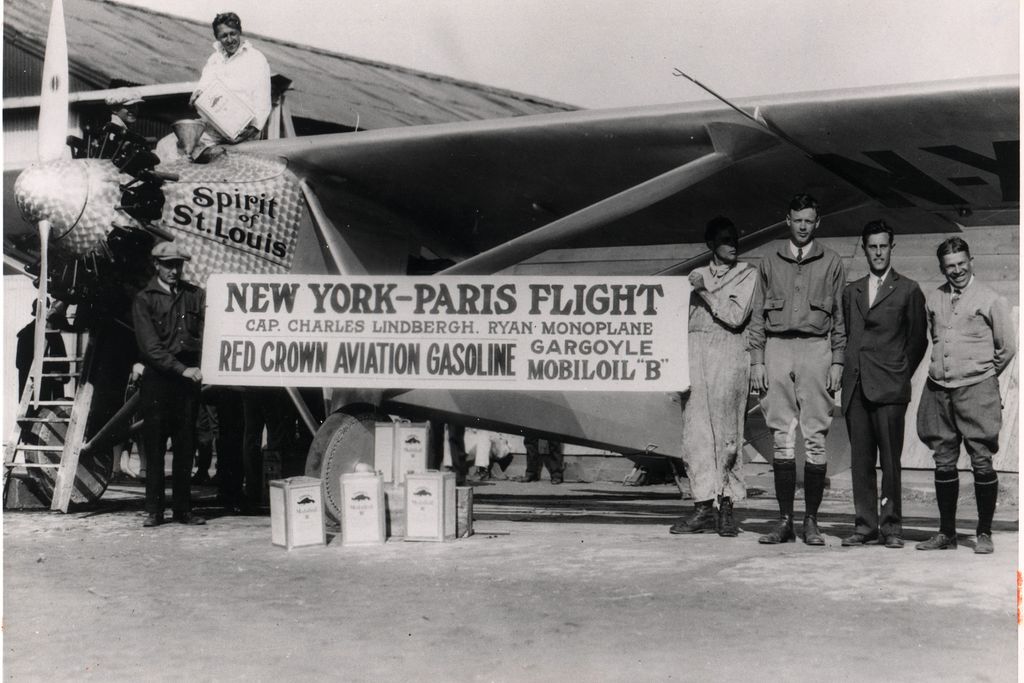 Spirit
of
St. Louis
NEW YORK-PARIS FLIGHT
CAP. CHARLES LINDBERGH. RYAN MONOPLANE
RED CROWN AVIATION GASOLINE
GARGOYLE
MOBILOIL "B"
N-X
Mobiloil
Mobiloil
Mobiloil
Mobiloil